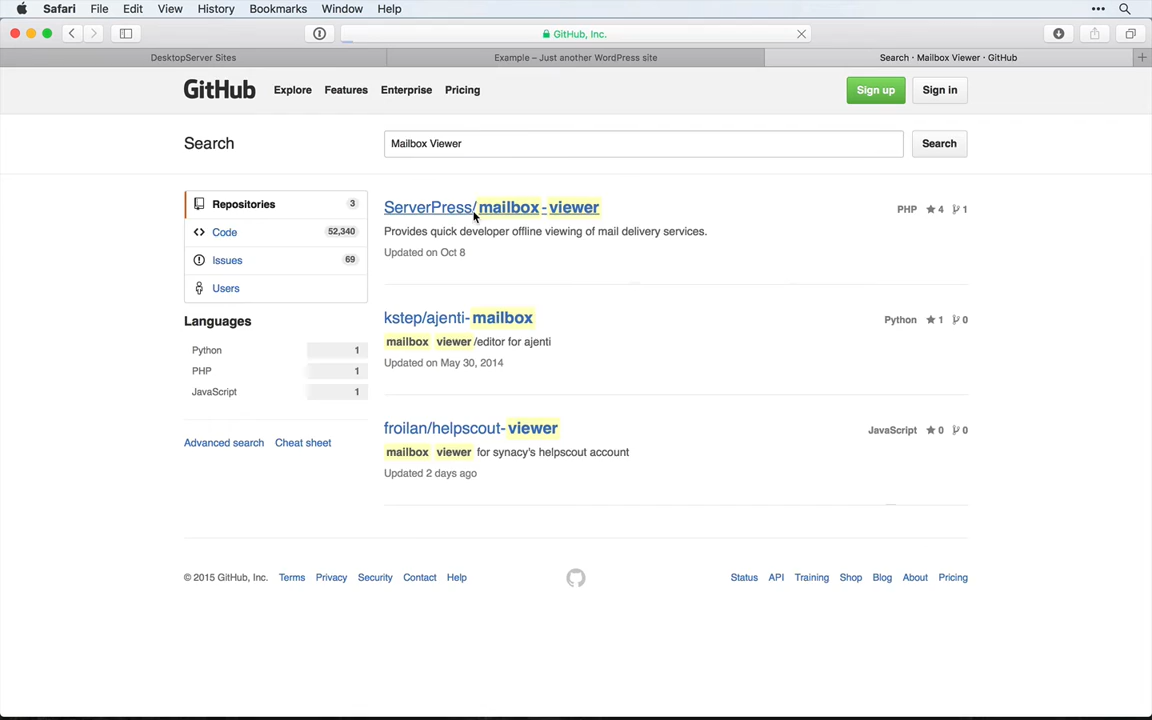 Safari File Edit View History Bookmarks Window Help
GitHub, Inc.
DesktopServer Sites
Example – Just another WordPress site
Search · Mailbox Viewer · GitHub
GitHub Explore Features Enterprise Pricing
Sign up Sign in
Search
Mailbox Viewer
Search
Repositories 3
Code 52,340
Issues 69
Users
Languages
Python 1
PHP 1
JavaScript 1
Advanced search Cheat sheet
ServerPress/mailbox-viewer
PHP 4 1
Provides quick developer offline viewing of mail delivery services.
Updated on Oct 8
kstep/ajenti-mailbox
Python 1 0
mailbox viewer/editor for ajenti
Updated on May 30, 2014
froilan/helpscout-viewer
JavaScript 0 0
mailbox viewer for synacy's helpscout account
Updated 2 days ago
© 2015 GitHub, Inc. Terms Privacy Security Contact Help
Status API Training Shop Blog About Pricing